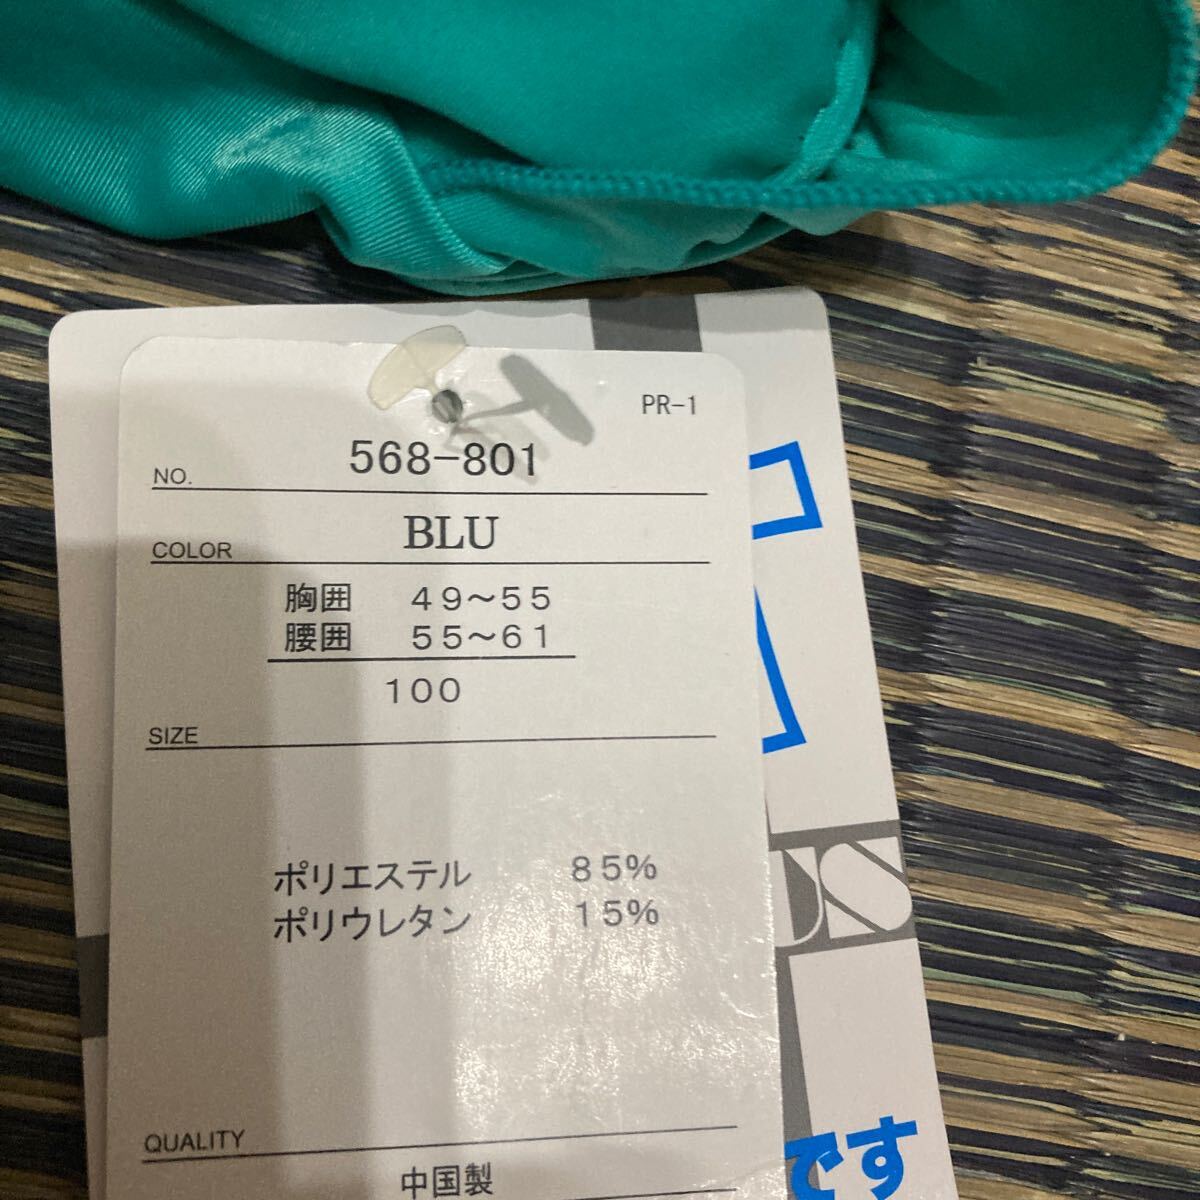 PR-1
NO. 568-801
COLOR BLU
胸囲 49～55
腰囲 55～61
100
SIZE
ポリエステル 85%
ポリウレタン 15%
QUALITY
中国製
です